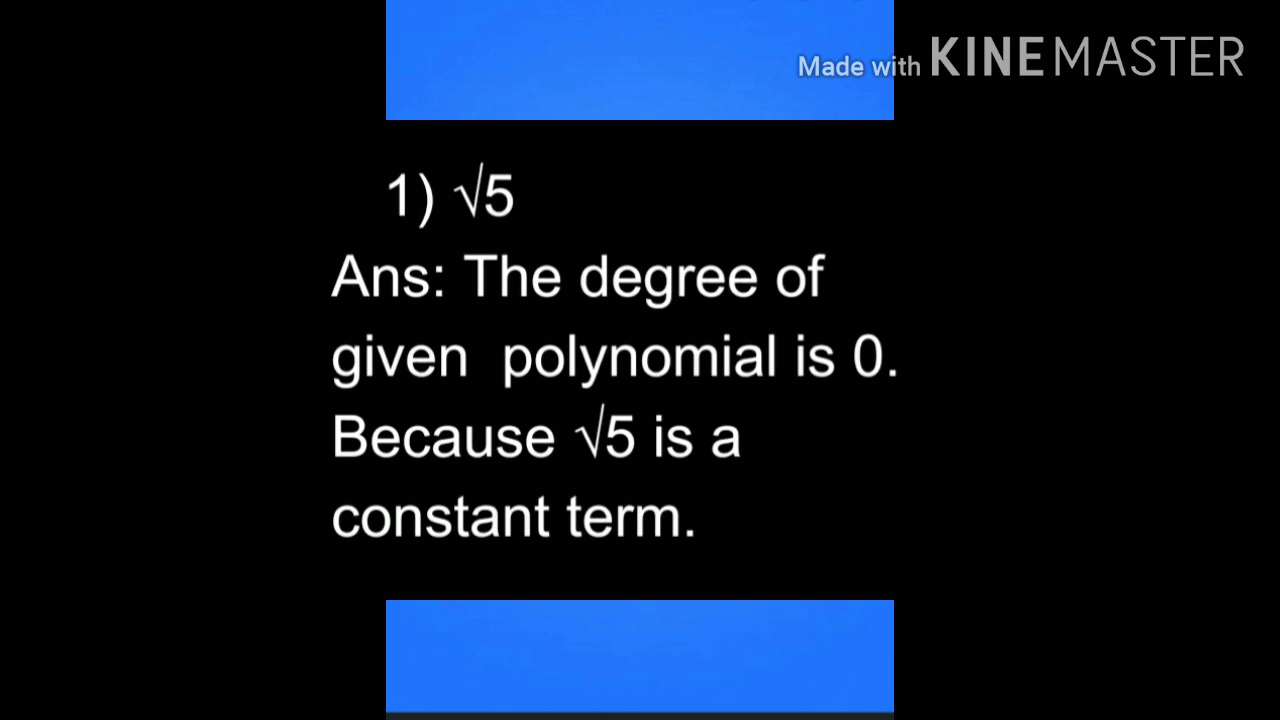 Made with KINEMASTER
1) √5
Ans: The degree of
given polynomial is 0.
Because √5 is a
constant term.